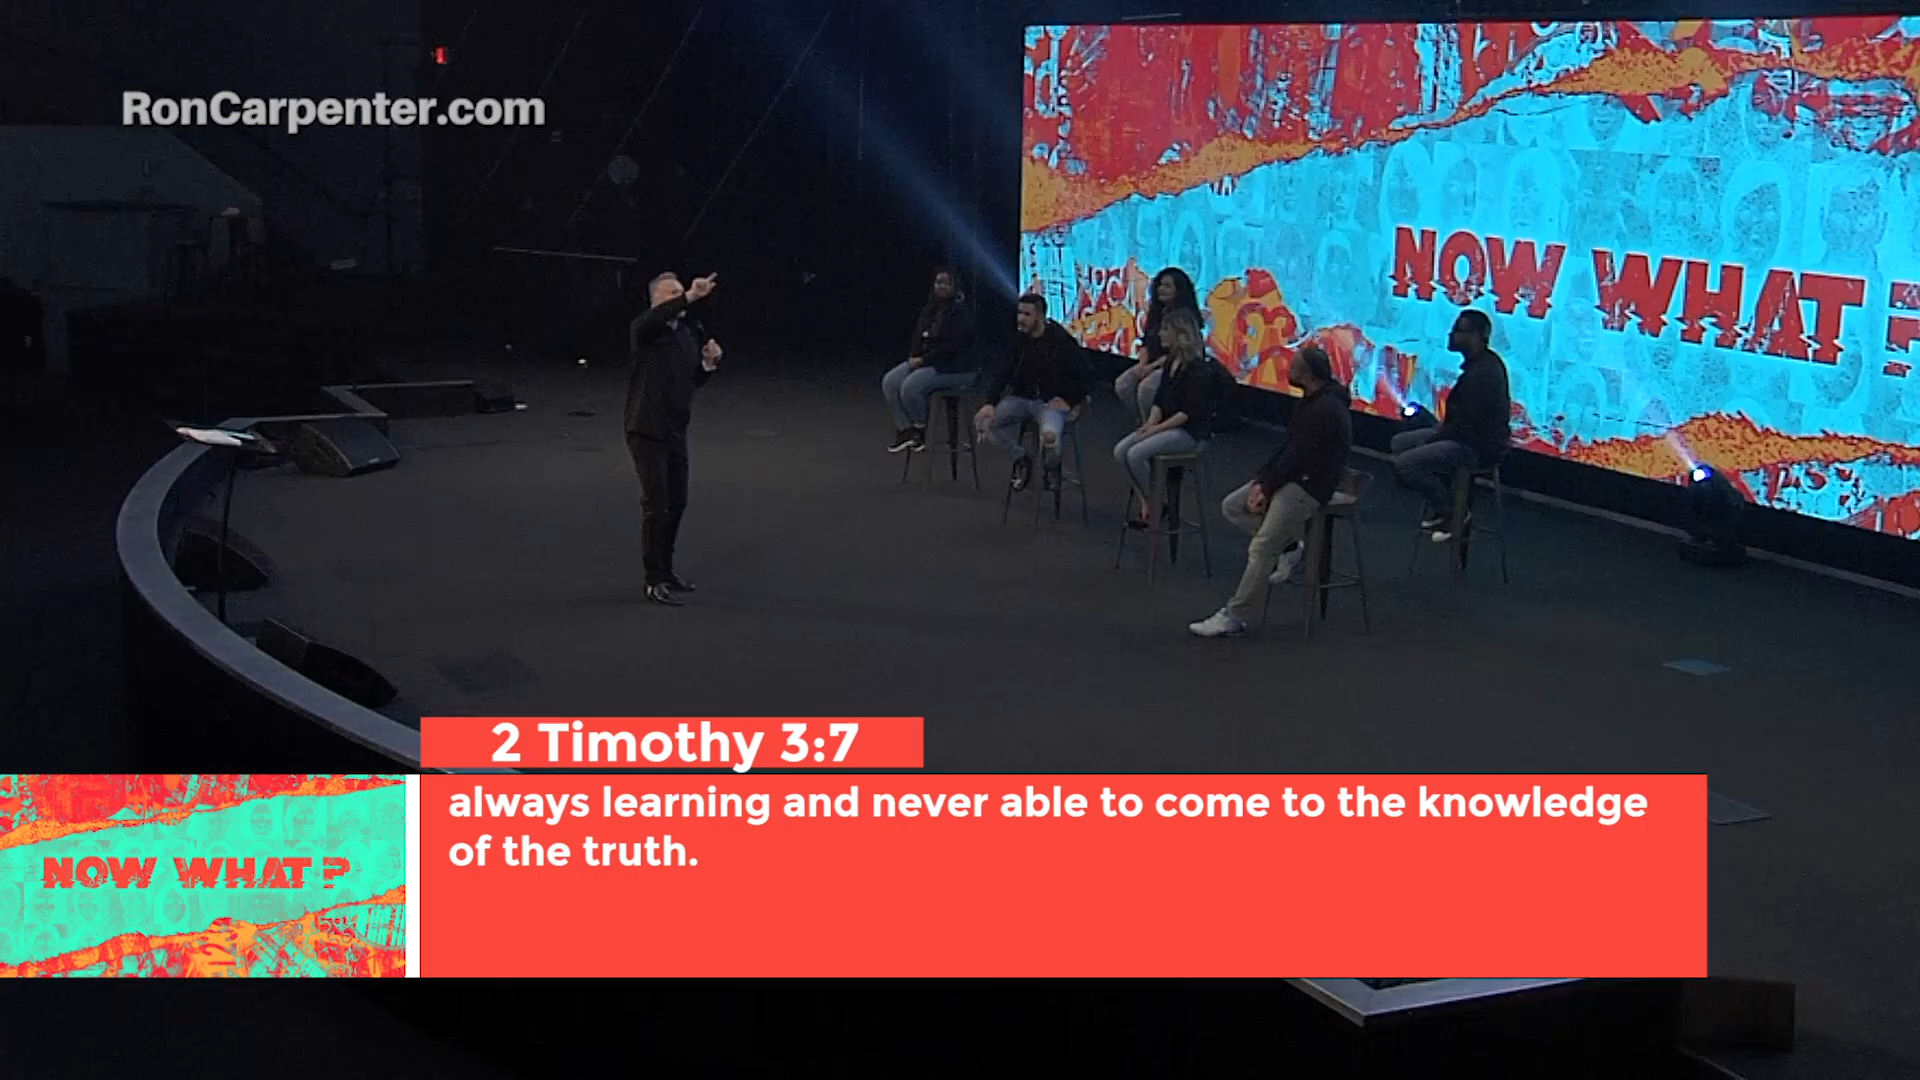 RonCarpenter.com
NOW WHAT?
2 Timothy 3:7
always learning and never able to come to the knowledge
of the truth.
NOW WHAT?